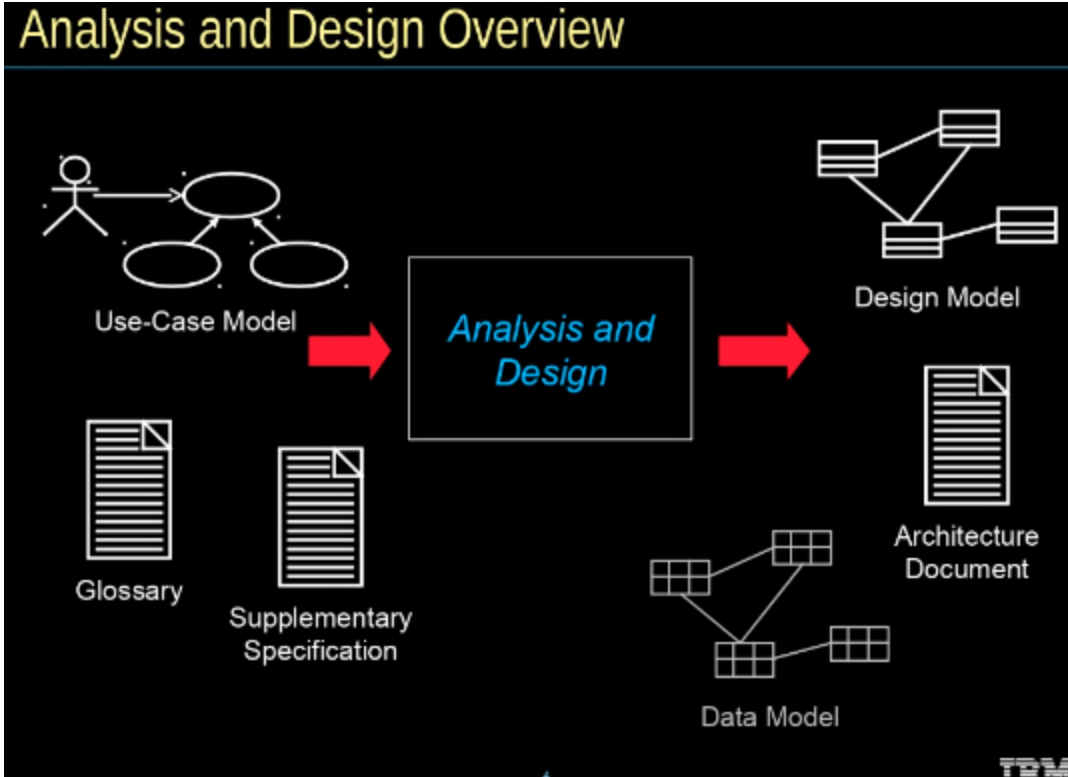 Analysis and Design Overview
Use-Case Model
Analysis and
Design
Design Model
Glossary
Supplementary
Specification
Architecture
Document
Data Model
IBM